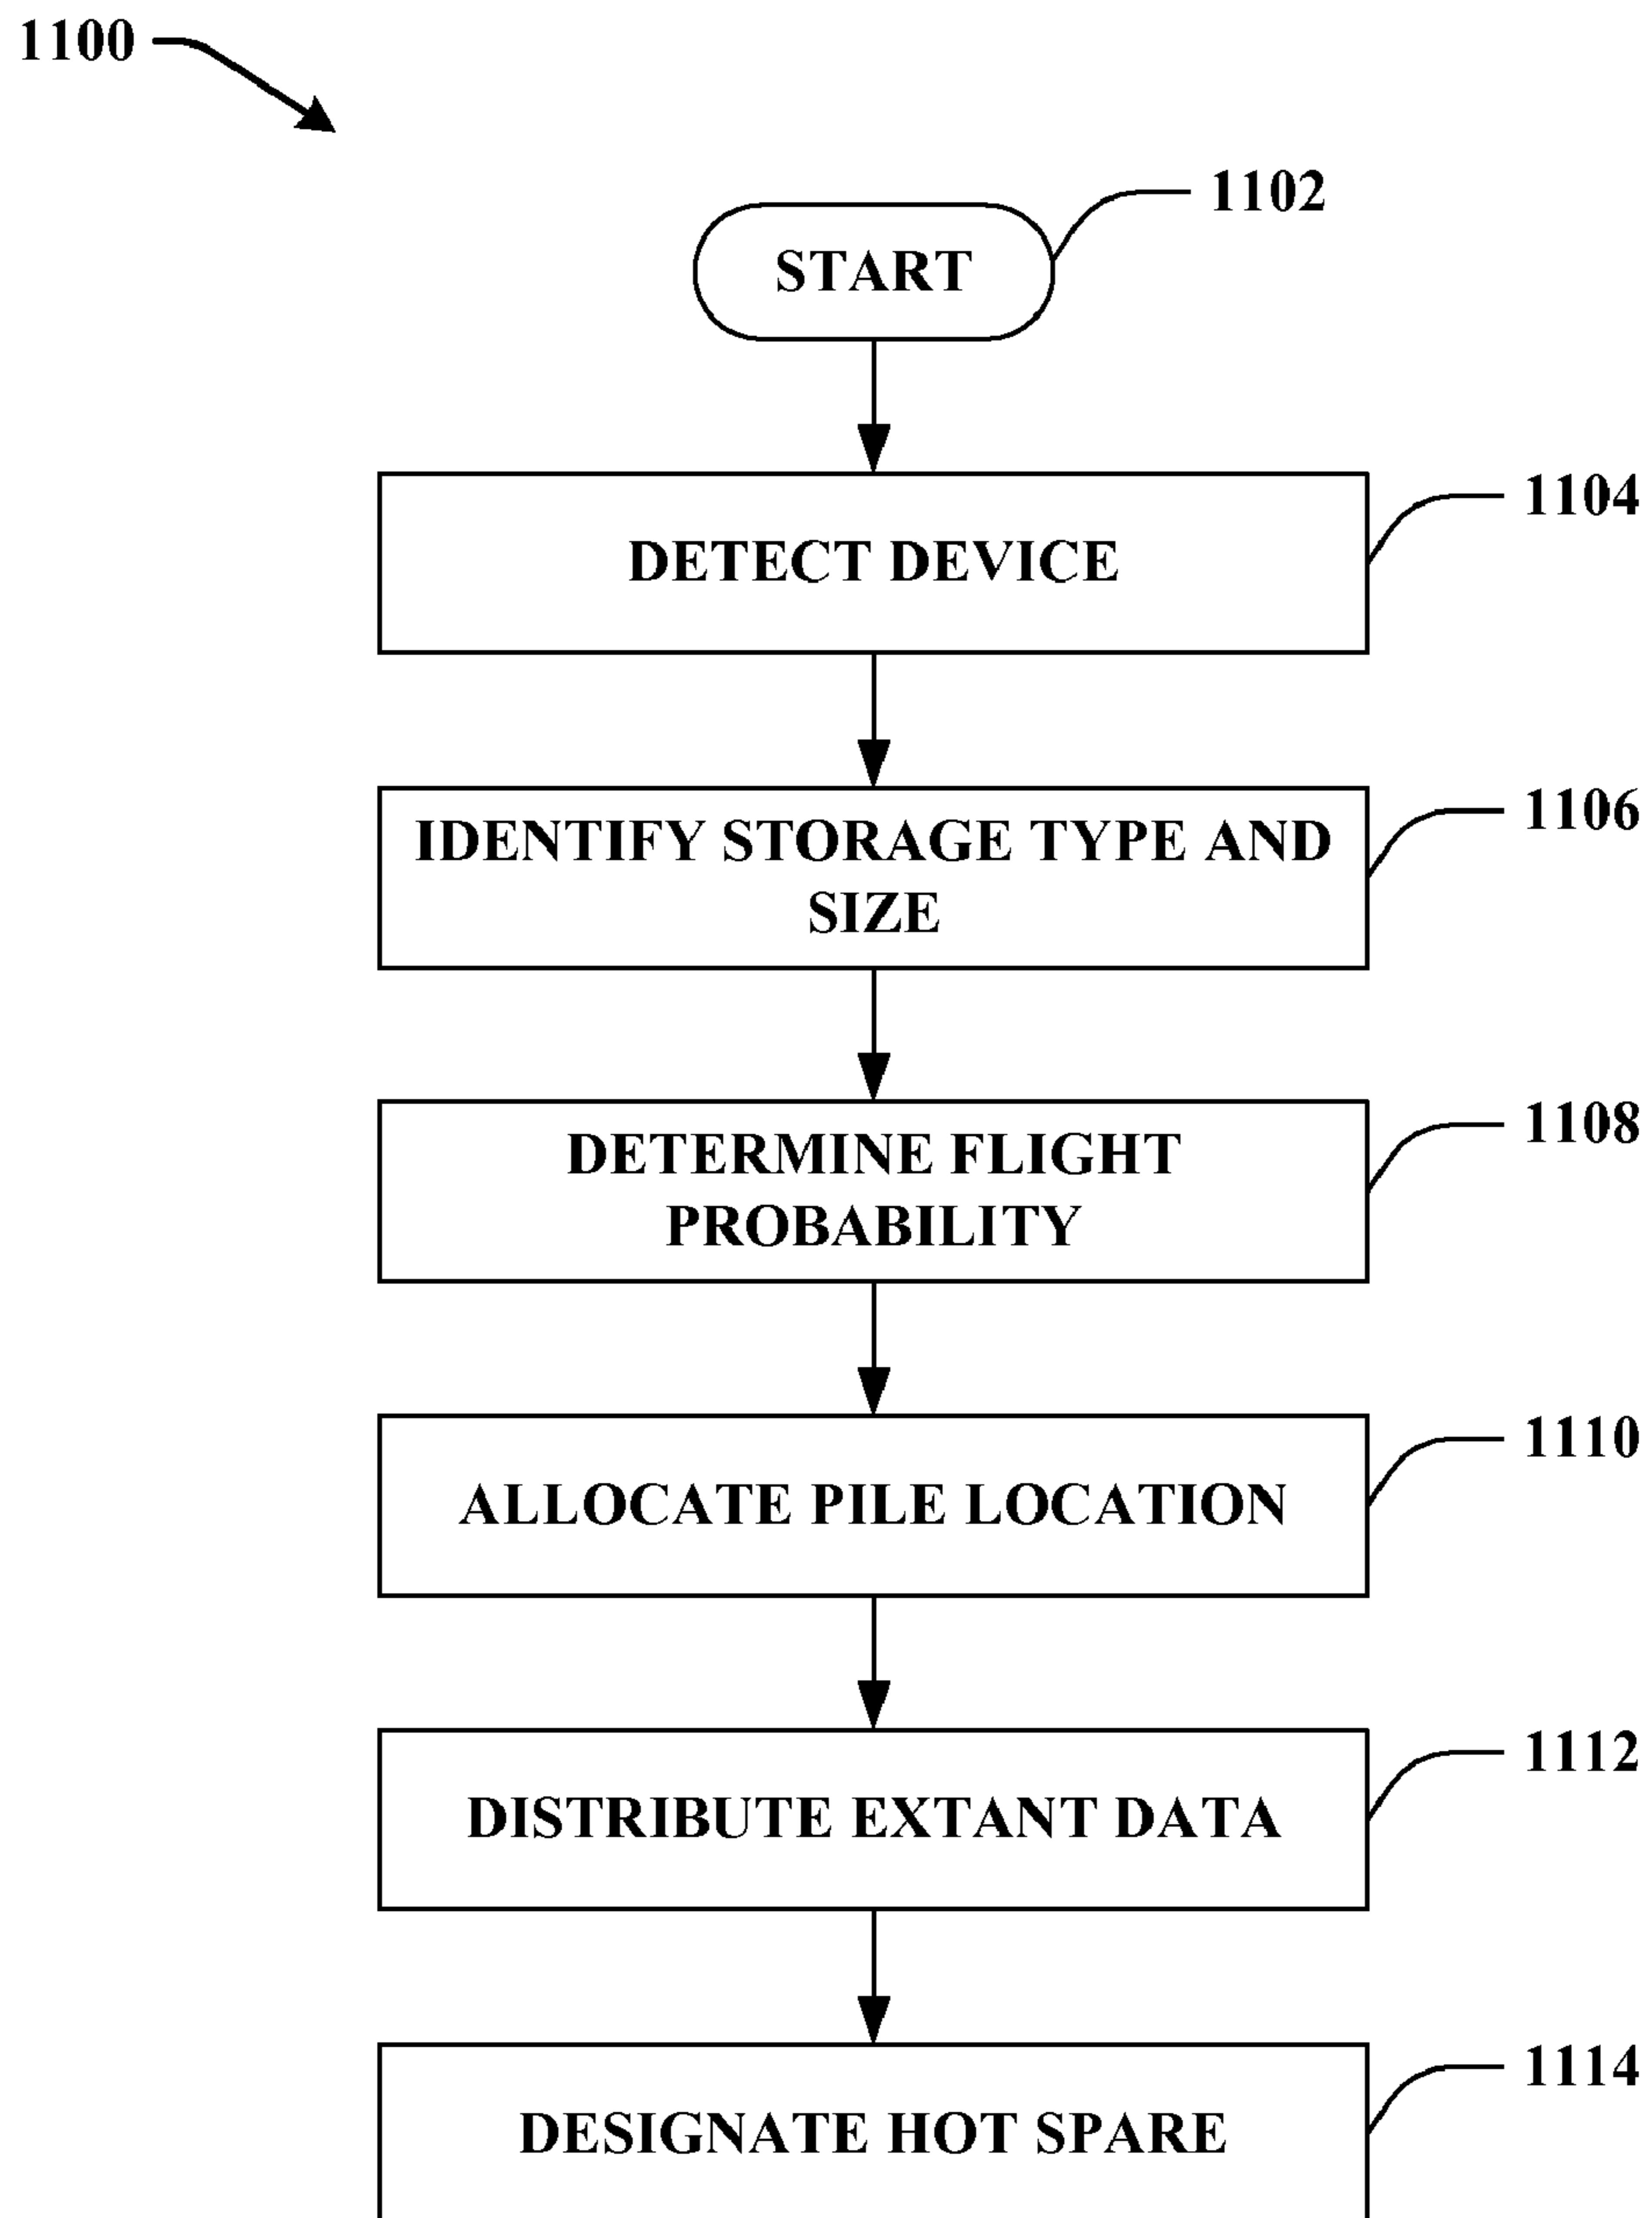 1100
1102
START
1104
DETECT DEVICE
1106
IDENTIFY STORAGE TYPE AND
SIZE
1108
DETERMINE FLIGHT
PROBABILITY
1110
ALLOCATE PILE LOCATION
1112
DISTRIBUTE EXTANT DATA
1114
DESIGNATE HOT SPARE